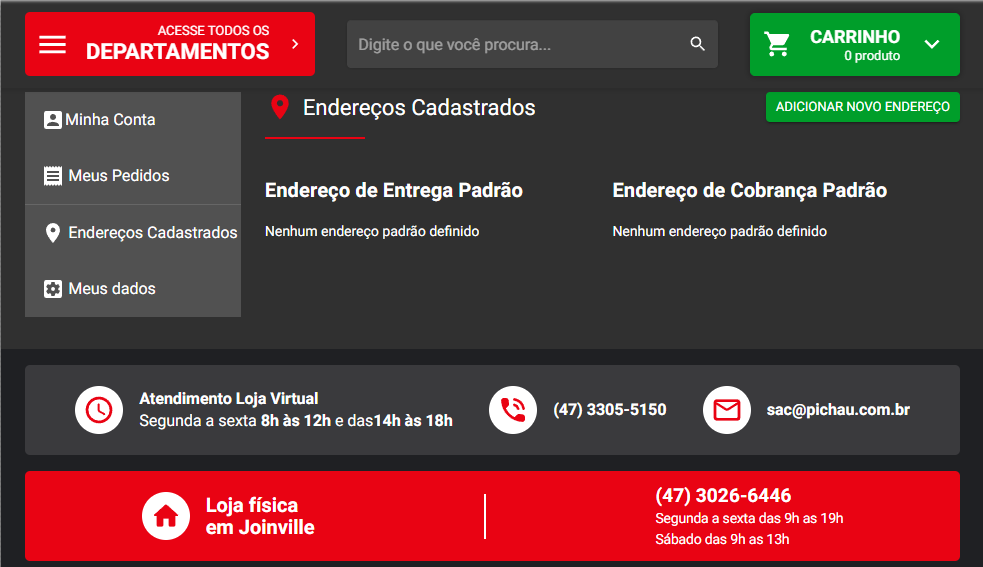 ACESSE TODOS OS
DEPARTAMENTOS
Digite o que você procura...
CARRINHO
0 produto
Minha Conta
Meus Pedidos
Endereços Cadastrados
Meus dados
Endereços Cadastrados
ADICIONAR NOVO ENDEREÇO
Endereço de Entrega Padrão
Nenhum endereço padrão definido
Endereço de Cobrança Padrão
Nenhum endereço padrão definido
Atendimento Loja Virtual
Segunda a sexta 8h às 12h e das14h às 18h
(47) 3305-5150
sac@pichau.com.br
Loja física
em Joinville
(47) 3026-6446
Segunda a sexta das 9h as 19h
Sábado das 9h as 13h